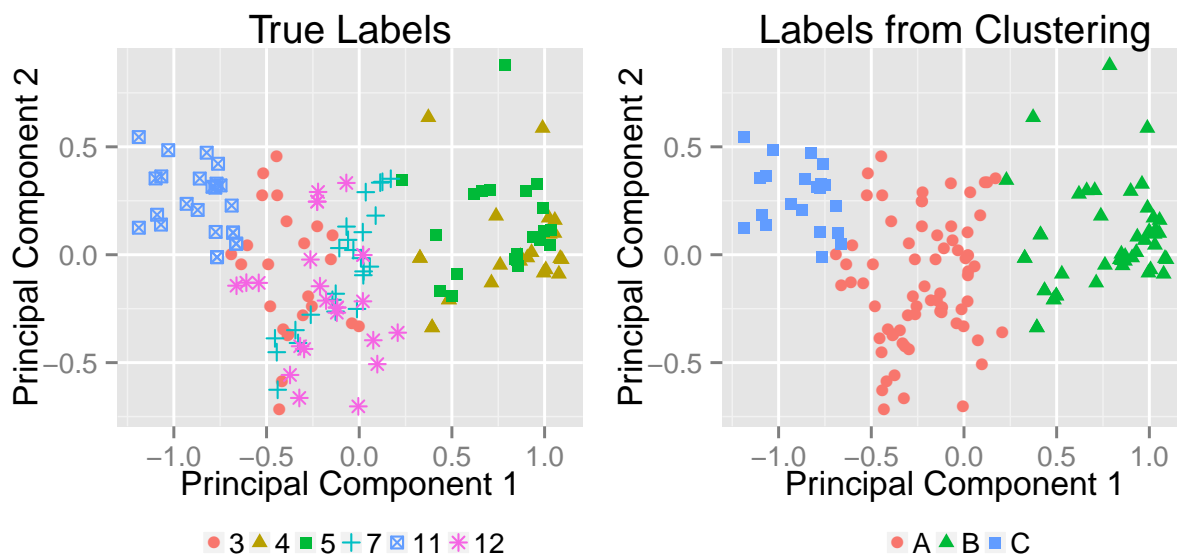 True Labels
Labels from Clustering
Principal Component 2
0.5
0.0
−0.5
−1.0 −0.5 0.0 0.5 1.0
Principal Component 1
3 4 5 7 11 12
Principal Component 2
0.5
0.0
−0.5
−1.0 −0.5 0.0 0.5 1.0
Principal Component 1
A B C